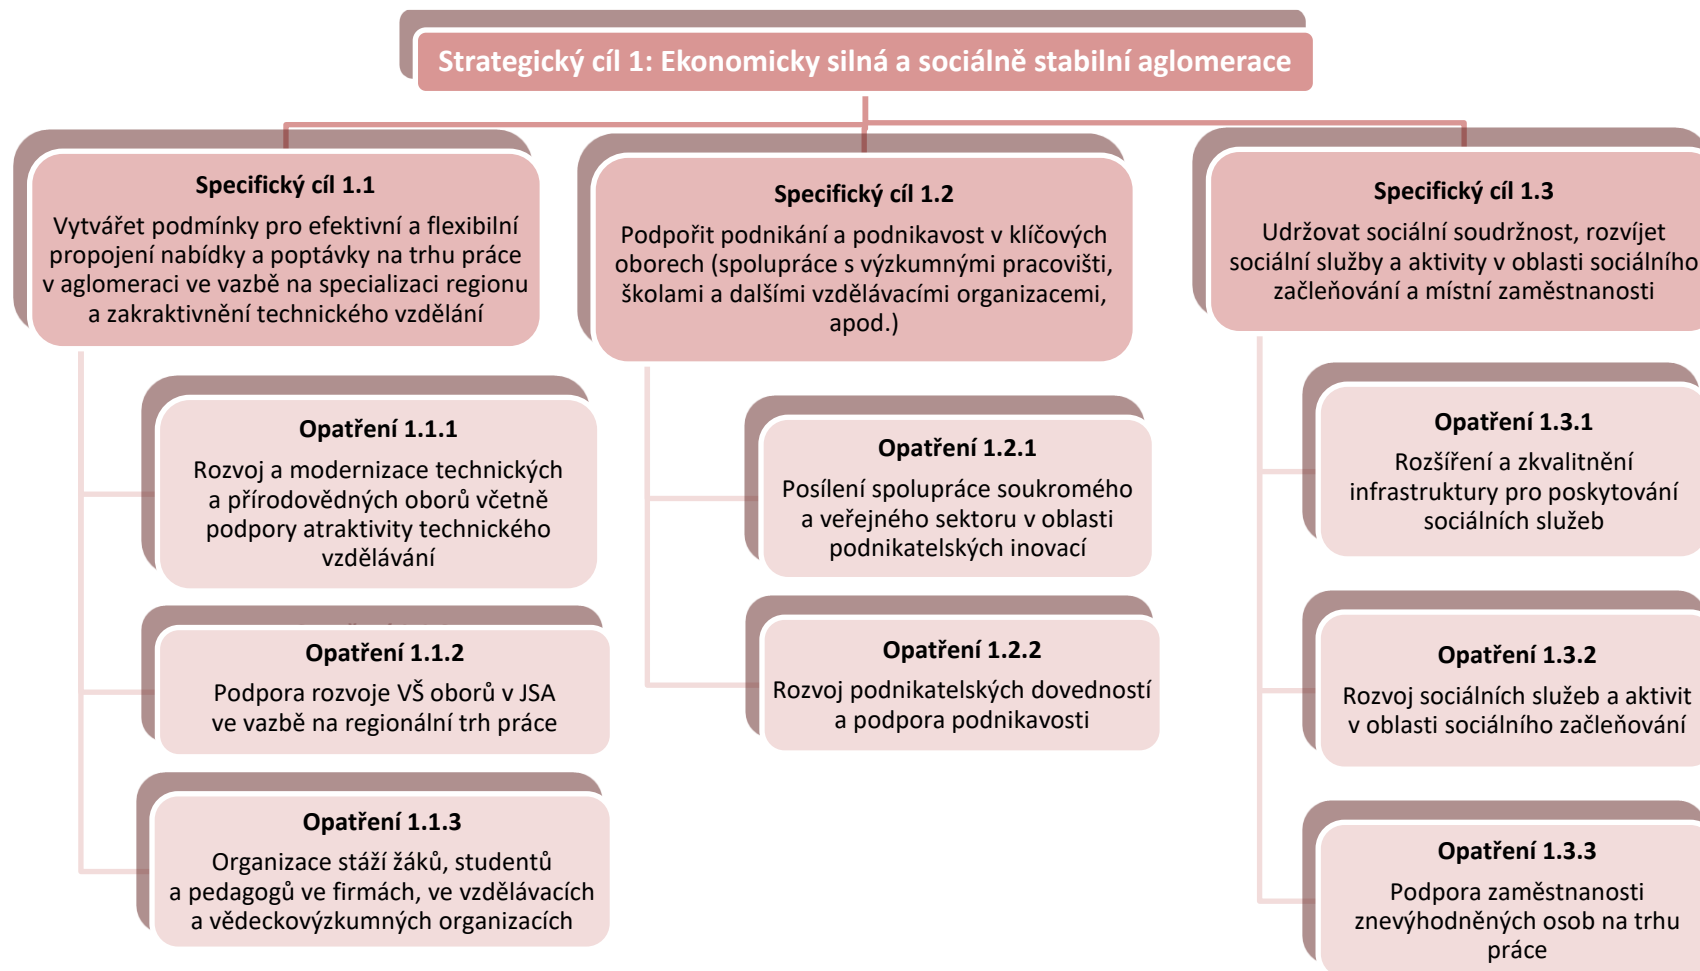 Strategický cíl 1: Ekonomicky silná a sociálně stabilní aglomerace
Specifický cíl 1.1
Vytvářet podmínky pro efektivní a flexibilní
propojení nabídky a poptávky na trhu práce
v aglomeraci ve vazbě na specializaci regionu
a zakraktivnění technického vzdělání
Opatření 1.1.1
Rozvoj a modernizace technických
a přírodovědných oborů včetně
podpory atraktivity technického
vzdělávání
Opatření 1.1.2
Podpora rozvoje VŠ oborů v JSA
ve vazbě na regionální trh práce
Opatření 1.1.3
Organizace stáží žáků, studentů
a pedagogů ve firmách, ve vzdělávacích
a vědeckovýzkumných organizacích
Specifický cíl 1.2
Podpořit podnikání a podnikavost v klíčových
oborech (spolupráce s výzkumnými pracovišti,
školami a dalšími vzdělávacími organizacemi,
apod.)
Opatření 1.2.1
Posílení spolupráce soukromého
a veřejného sektoru v oblasti
podnikatelských inovací
Opatření 1.2.2
Rozvoj podnikatelských dovedností
a podpora podnikavosti
Specifický cíl 1.3
Udržovat sociální soudržnost, rozvíjet
sociální služby a aktivity v oblasti sociálního
začleňování a místní zaměstnanosti
Opatření 1.3.1
Rozšíření a zkvalitnění
infrastruktury pro poskytování
sociálních služeb
Opatření 1.3.2
Rozvoj sociálních služeb a aktivit
v oblasti sociálního začleňování
Opatření 1.3.3
Podpora zaměstnanosti
znevýhodněných osob na trhu
práce